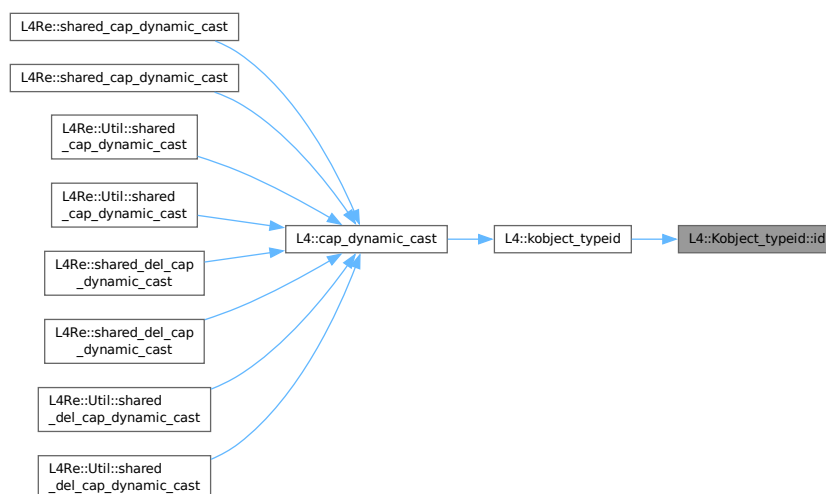 L4Re::shared_cap_dynamic_cast
L4Re::shared_cap_dynamic_cast
L4Re::Util::shared
_cap_dynamic_cast
L4Re::Util::shared
_cap_dynamic_cast
L4::cap_dynamic_cast
L4::kobject_typeid
L4::Kobject_typeid::id
L4Re::shared_del_cap
_dynamic_cast
L4Re::shared_del_cap
_dynamic_cast
L4Re::Util::shared
_del_cap_dynamic_cast
L4Re::Util::shared
_del_cap_dynamic_cast